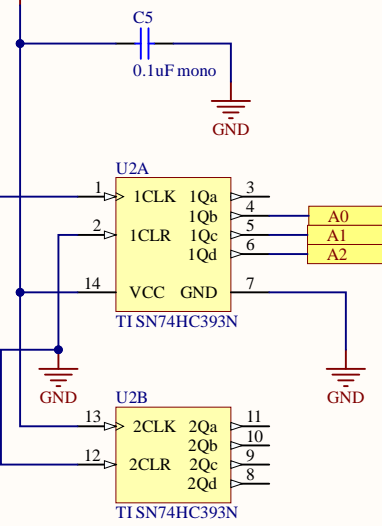 C5
0.1uF mono
GND
U2A
1 1CLK 1Qa 3
1Qb 4 A0
2 1CLR 1Qc 5 A1
1Qd 6 A2
14 VCC GND 7
TI SN74HC393N
GND GND
U2B
13 2CLK 2Qa 11
2Qb 10
12 2CLR 2Qc 9
2Qd 8
TI SN74HC393N